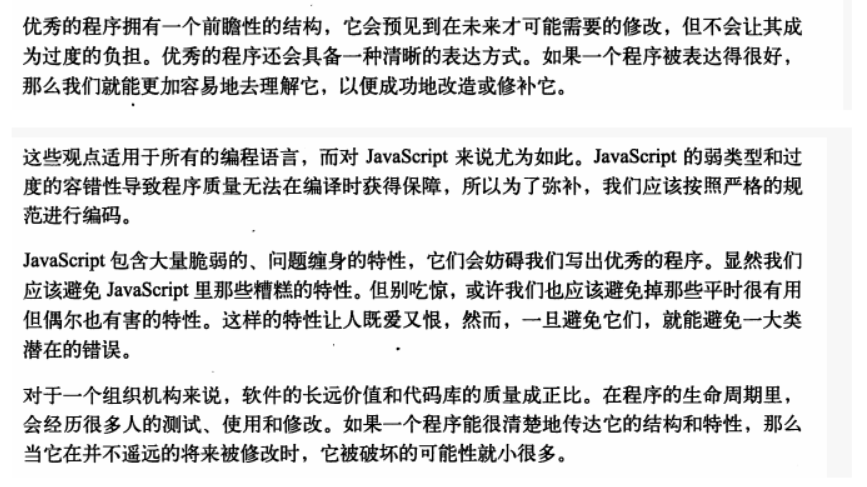 优秀的程序拥有一个前瞻性的结构，它会预见到在未来才可能需要的修改，但不会让其成
为过度的负担。优秀的程序还会具备一种清晰的表达方式。如果一个程序被表达得很好，
那么我们就能更加容易地去理解它，以便成功地改造或修补它。
这些观点适用于所有的编程语言，而对 JavaScript 来说尤为如此。JavaScript 的弱类型和过
度的容错性导致程序质量无法在编译时获得保障，所以为了弥补，我们应该按照严格的规
范进行编码。
JavaScript 包含大量脆弱的、问题缠身的特性，它们会妨碍我们写出优秀的程序。显然我们
应该避免 JavaScript 里那些糟糕的特性。但别吃惊，或许我们也应该避免掉那些平时很有用
但偶尔也有害的特性。这样的特性让人既爱又恨，然而，一旦避免它们，就能避免一大类
潜在的错误。
对于一个组织机构来说，软件的长远价值和代码库的质量成正比。在程序的生命周期里，
会经历很多人的测试、使用和修改。如果一个程序能很清楚地传达它的结构和特性，那么
当它在并不遥远的将来被修改时，它被破坏的可能性就小很多。